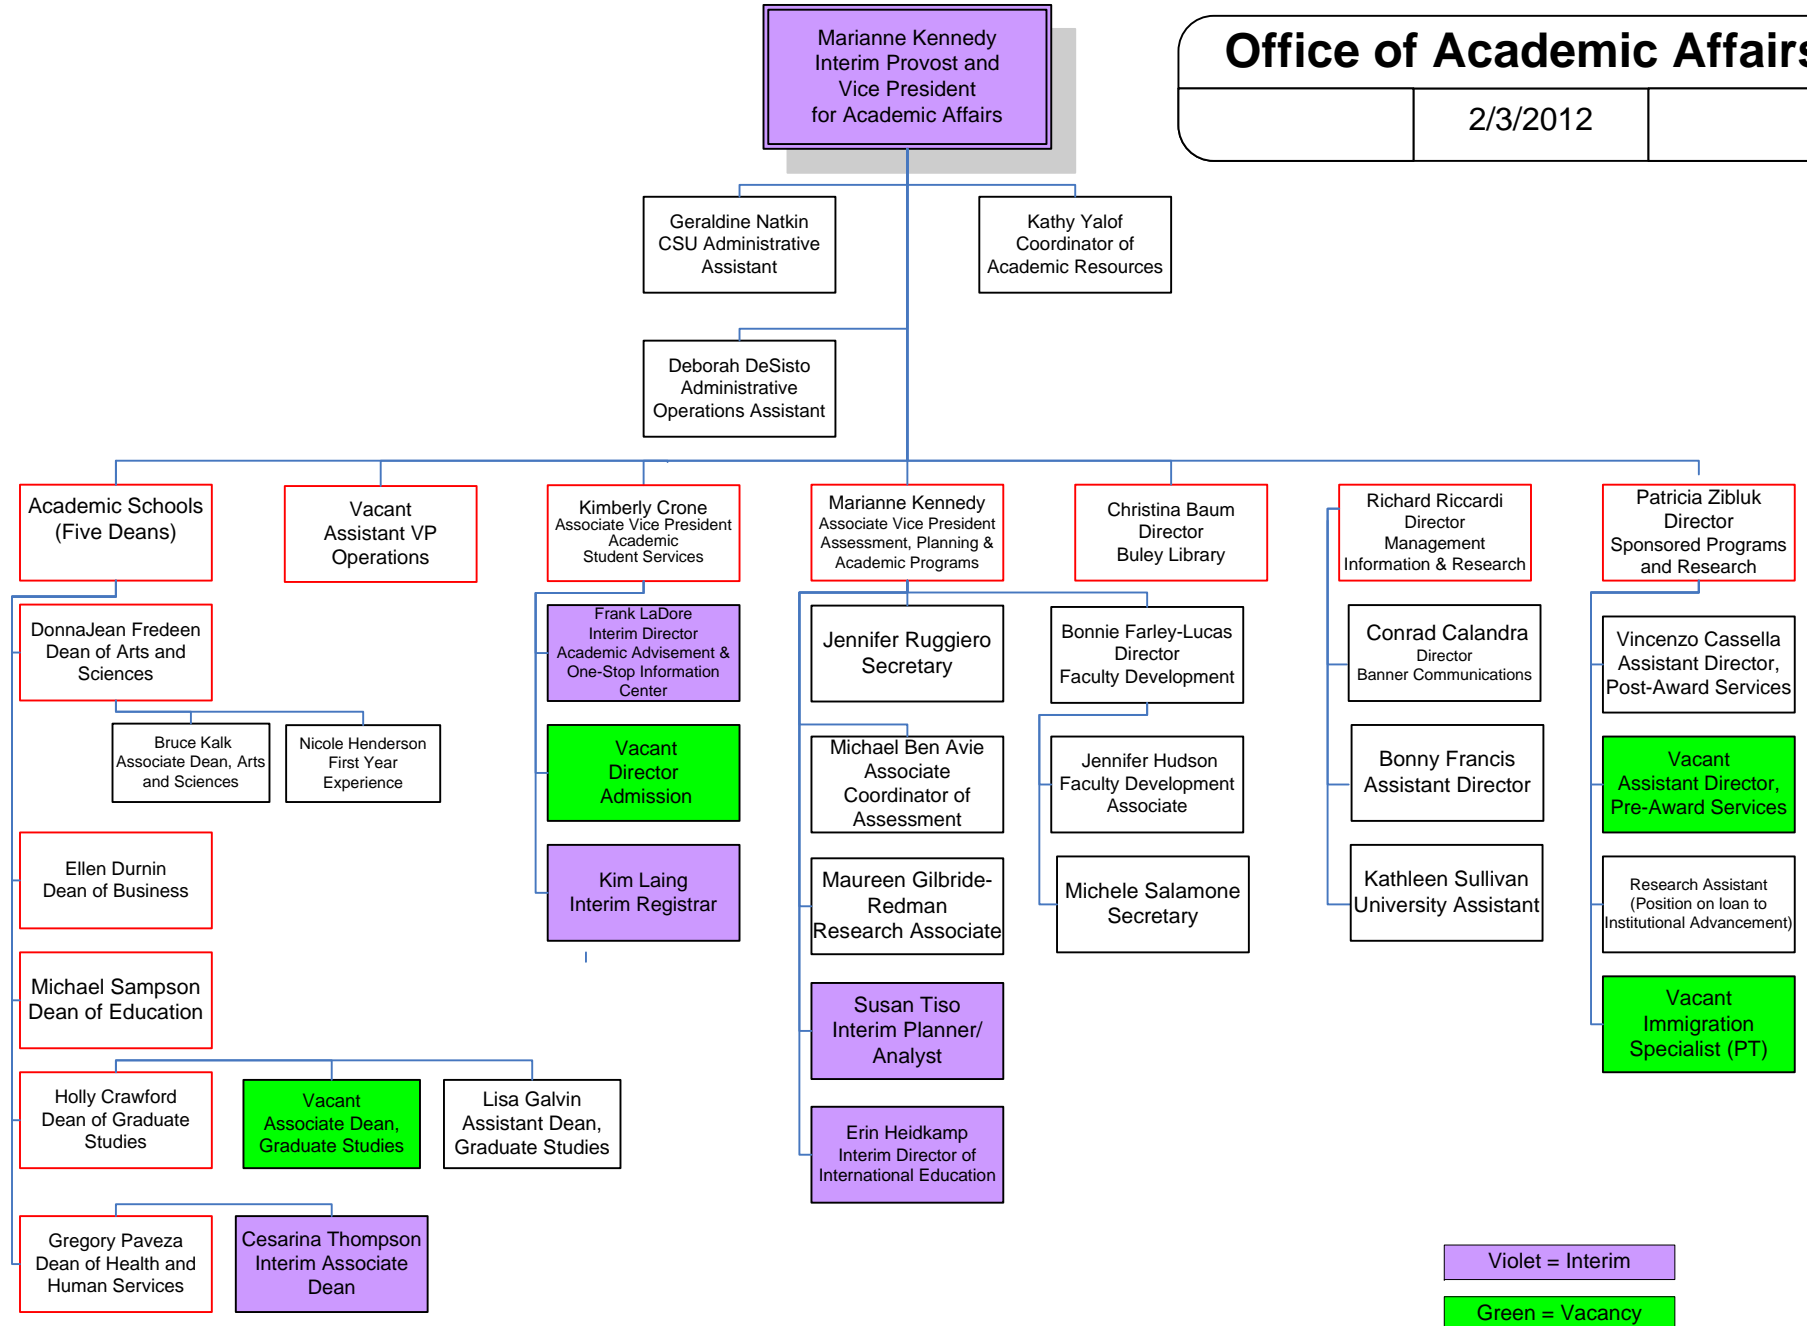 Marianne Kennedy
Interim Provost and
Vice President
for Academic Affairs
Office of Academic Affairs
2/3/2012
Geraldine Natkin
CSU Administrative
Assistant
Kathy Yalof
Coordinator of
Academic Resources
Deborah DeSisto
Administrative
Operations Assistant
Academic Schools
(Five Deans)
Vacant
Assistant VP
Operations
Kimberly Crone
Associate Vice President
Academic
Student Services
Marianne Kennedy
Associate Vice President
Assessment, Planning &
Academic Programs
Christina Baum
Director
Buley Library
Richard Riccardi
Director
Management
Information & Research
Patricia Zibluk
Director
Sponsored Programs
and Research
DonnaJean Fredeen
Dean of Arts and
Sciences
Bruce Kalk
Associate Dean, Arts
and Sciences
Nicole Henderson
First Year
Experience
Ellen Durnin
Dean of Business
Michael Sampson
Dean of Education
Holly Crawford
Dean of Graduate
Studies
Vacant
Associate Dean,
Graduate Studies
Lisa Galvin
Assistant Dean,
Graduate Studies
Gregory Paveza
Dean of Health and
Human Services
Cesarina Thompson
Interim Associate
Dean
Frank LaDore
Interim Director
Academic Advisement &
One-Stop Information
Center
Vacant
Director
Admission
Kim Laing
Interim Registrar
Jennifer Ruggiero
Secretary
Michael Ben Avie
Associate
Coordinator of
Assessment
Maureen Gilbride-
Redman
Research Associate
Susan Tiso
Interim Planner/
Analyst
Erin Heidkamp
Interim Director of
International Education
Bonnie Farley-Lucas
Director
Faculty Development
Jennifer Hudson
Faculty Development
Associate
Michele Salamone
Secretary
Conrad Calandra
Director
Banner Communications
Bonny Francis
Assistant Director
Kathleen Sullivan
University Assistant
Vincenzo Cassella
Assistant Director,
Post-Award Services
Vacant
Assistant Director,
Pre-Award Services
Research Assistant
(Position on loan to
Institutional Advancement)
Vacant
Immigration
Specialist (PT)
Violet = Interim
Green = Vacancy